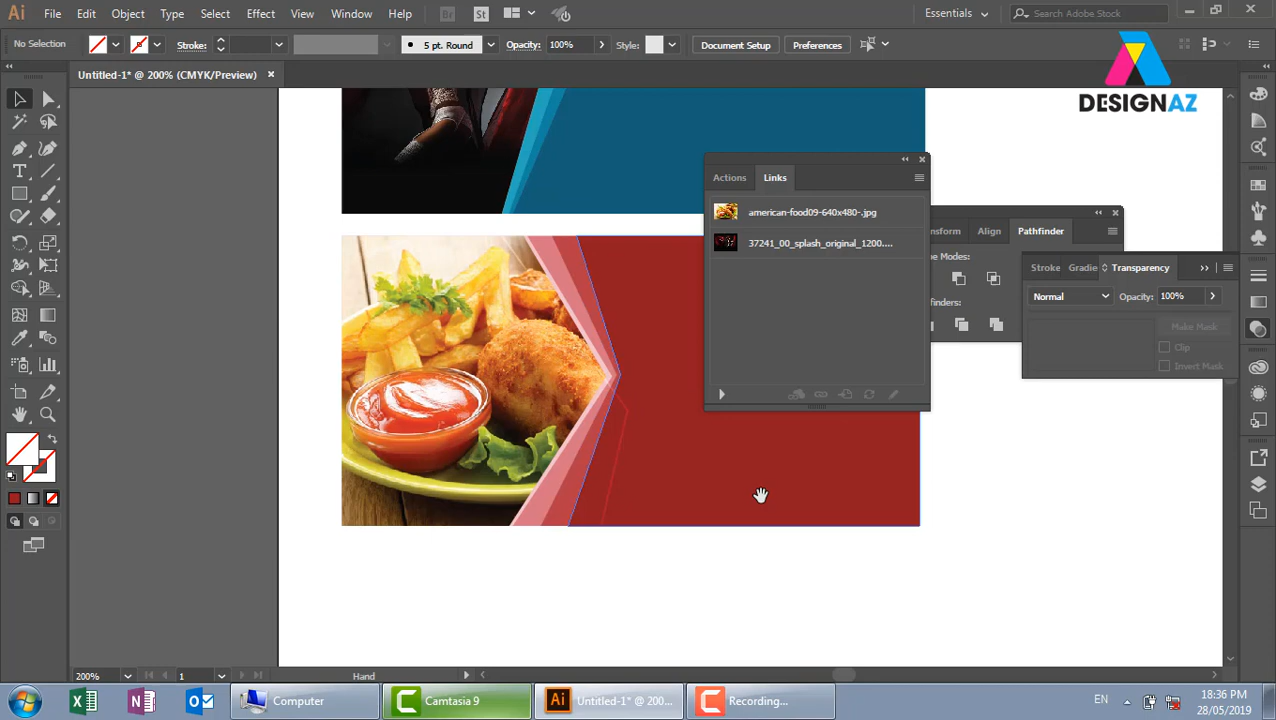 Ai File Edit Object Type Select Effect View Window Help Br St Essentials Search Adobe Stock
No Selection Stroke: 5 pt. Round Opacity: 100% Style: Document Setup Preferences
Untitled-1* @ 200% (CMYK/Preview)
DESIGNAZ
Actions Links
american-food09-640x480-.jpg
37241_00_splash_original_1200....
Align Pathfinder
Stroke Gradie Transparency
Normal Opacity: 100%
Make Mask
Clip
Invert Mask
200% 1 Hand
Computer Camtasia 9 Untitled-1* @ 200... Recording... EN 18:36 PM
28/05/2019